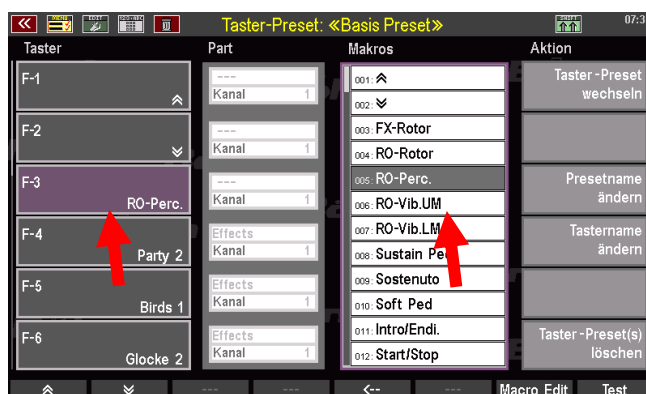 MENU EDIT
Taster-Preset: «Basis Preset»
07:3
Taster
Part
Makros
Aktion
F-1
---
Kanal 1
F-2
---
Kanal 1
F-3
RO-Perc.
---
Kanal 1
F-4
Party 2
Effects
Kanal 1
F-5
Birds 1
Effects
Kanal 1
F-6
Glocke 2
Effects
Kanal 1
001:
002:
003: FX-Rotor
004: RO-Rotor
005: RO-Perc.
006: RO-Vib.UM
007: RO-Vib.LM
008: Sustain Ped
009: Sostenuto
010: Soft Ped
011: Intro/Endi.
012: Start/Stop
Taster-Preset
wechseln
Presetname
ändern
Tastername
ändern
Taster-Preset(s)
löschen
--- --- <-- --- Macro Edit Test